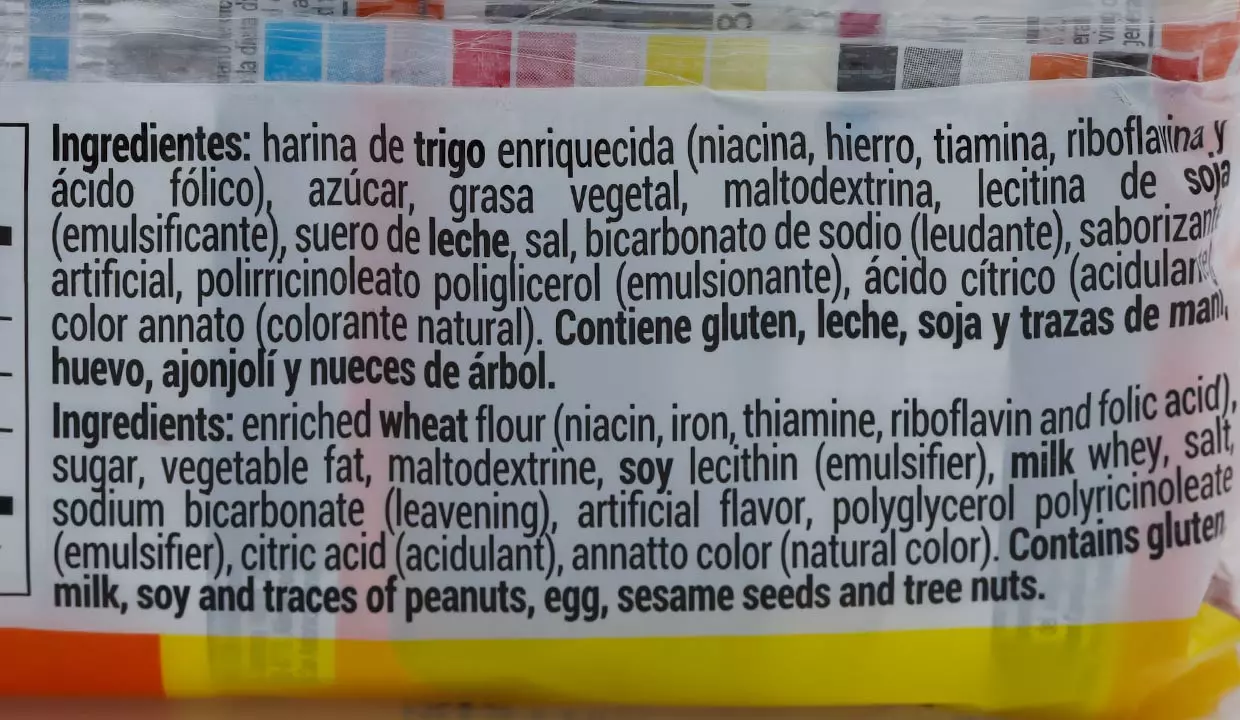 Ingredientes: harina de trigo enriquecida (niacina, hierro, tiamina, riboflavina y
ácido fólico), azúcar, grasa vegetal, maltodextrina, lecitina de soja
(emulsificante), suero de leche, sal, bicarbonato de sodio (leudante),
artificial, polirricinoleato poliglicerol (emulsionante), ácido cítrico
color annato (colorante natural). Contiene gluten, leche, soja y trazas de maní,
huevo, ajonjolí y nueces de árbol.
Ingredients: enriched wheat flour (niacin, iron, thiamine, riboflavin and folic acid),
sugar, vegetable fat, maltodextrine, soy lecithin (emulsifier), milk whey, salt,
sodium bicarbonate (leavening), artificial flavor, polyglycerol polyricinoleate
(emulsifier), citric acid (acidulant), annatto color (natural color). Contains gluten
milk, soy and traces of peanuts, egg, sesame seeds and tree nuts.